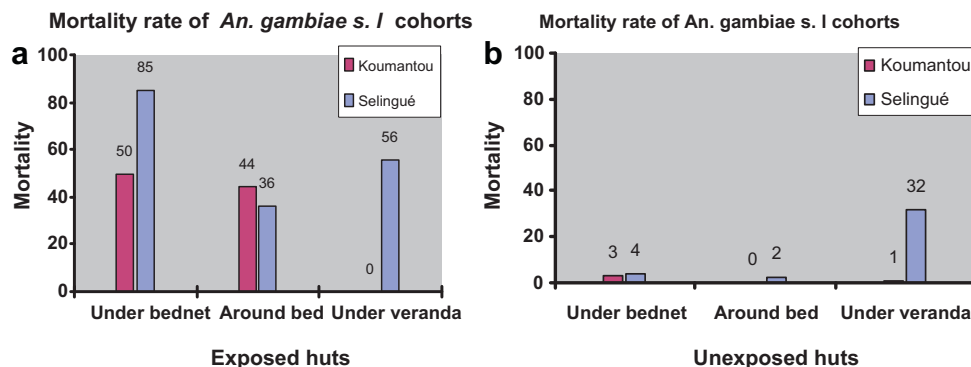 Mortality rate of An. gambiae s. l cohorts
a
Koumantou
Selingué
Mortality
100
80
60
40
20
0
50
85
44
36
0
56
Under bednet Around bed Under veranda
Exposed huts
Mortality rate of An. gambiae s. l cohorts
b
Koumantou
Selingué
Mortality
100
80
60
40
20
0
3
4
0
2
1
32
Under bednet Around bed Under veranda
Unexposed huts